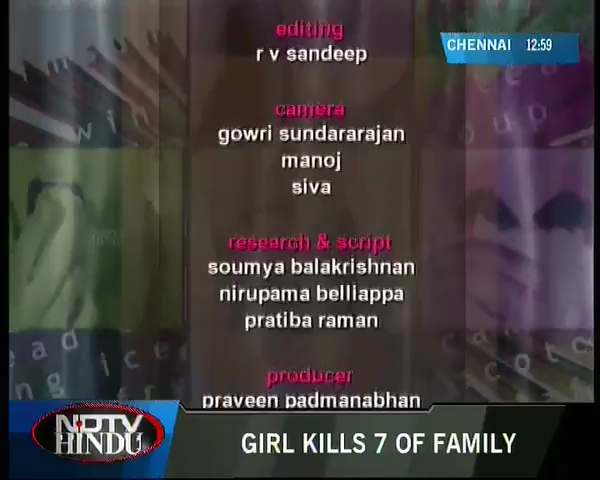 CHENNAI 12:59
editing
r v sandeep
camera
gowri sundararajan
manoj
siva
research & script
soumya balakrishnan
nirupama belliappa
pratiba raman
producer
praveen padmanabhan
NDTV
HINDU
GIRL KILLS 7 OF FAMILY